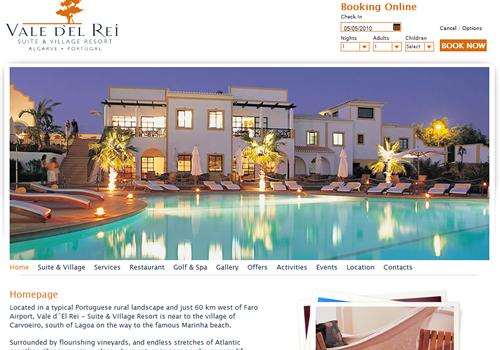 VALE D'EL REI
SUITE & VILLAGE RESORT
ALGARVE • PORTUGAL
Booking Online
Check In
05/05/2010
Nights Adults Children
1 1 Select
Cancel / Options
BOOK NOW
Home Suite & Village Services Restaurant Golf & Spa Gallery Offers Activities Events Location Contacts
Homepage
Located in a typical Portuguese rural landscape and just 60 km west of Faro
Airport, Vale d´El Rei – Suite & Village Resort is near to the village of
Carvoeiro, south of Lagoa on the way to the famous Marinha beach.
Surrounded by flourishing vineyards, and endless stretches of Atlantic